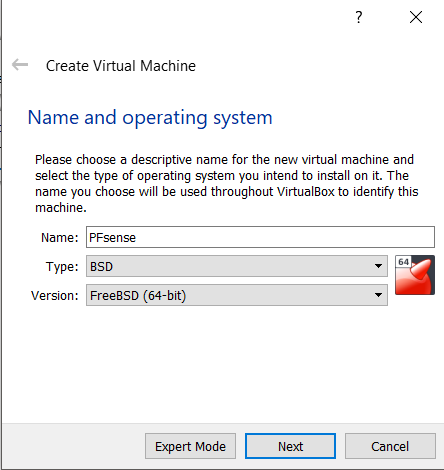 ?
Create Virtual Machine
Name and operating system
Please choose a descriptive name for the new virtual machine and
select the type of operating system you intend to install on it. The
name you choose will be used throughout VirtualBox to identify this
machine.
Name: PFsense
Type: BSD
64
Version: FreeBSD (64-bit)
Expert Mode Next Cancel